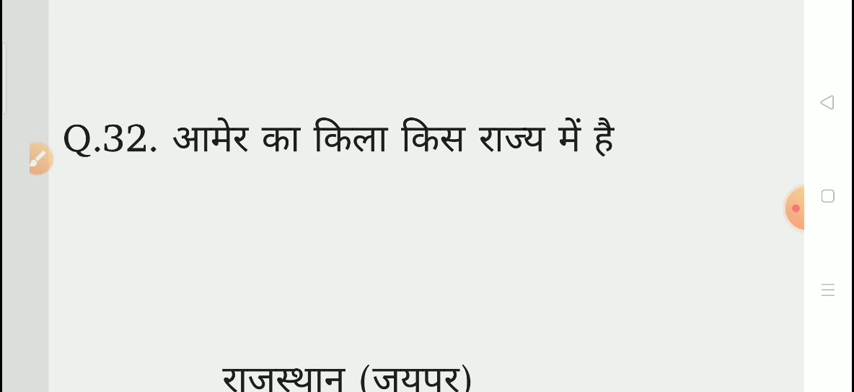 Q.32. आमेर का किला किस राज्य में है
राजस्थान (जयपुर)